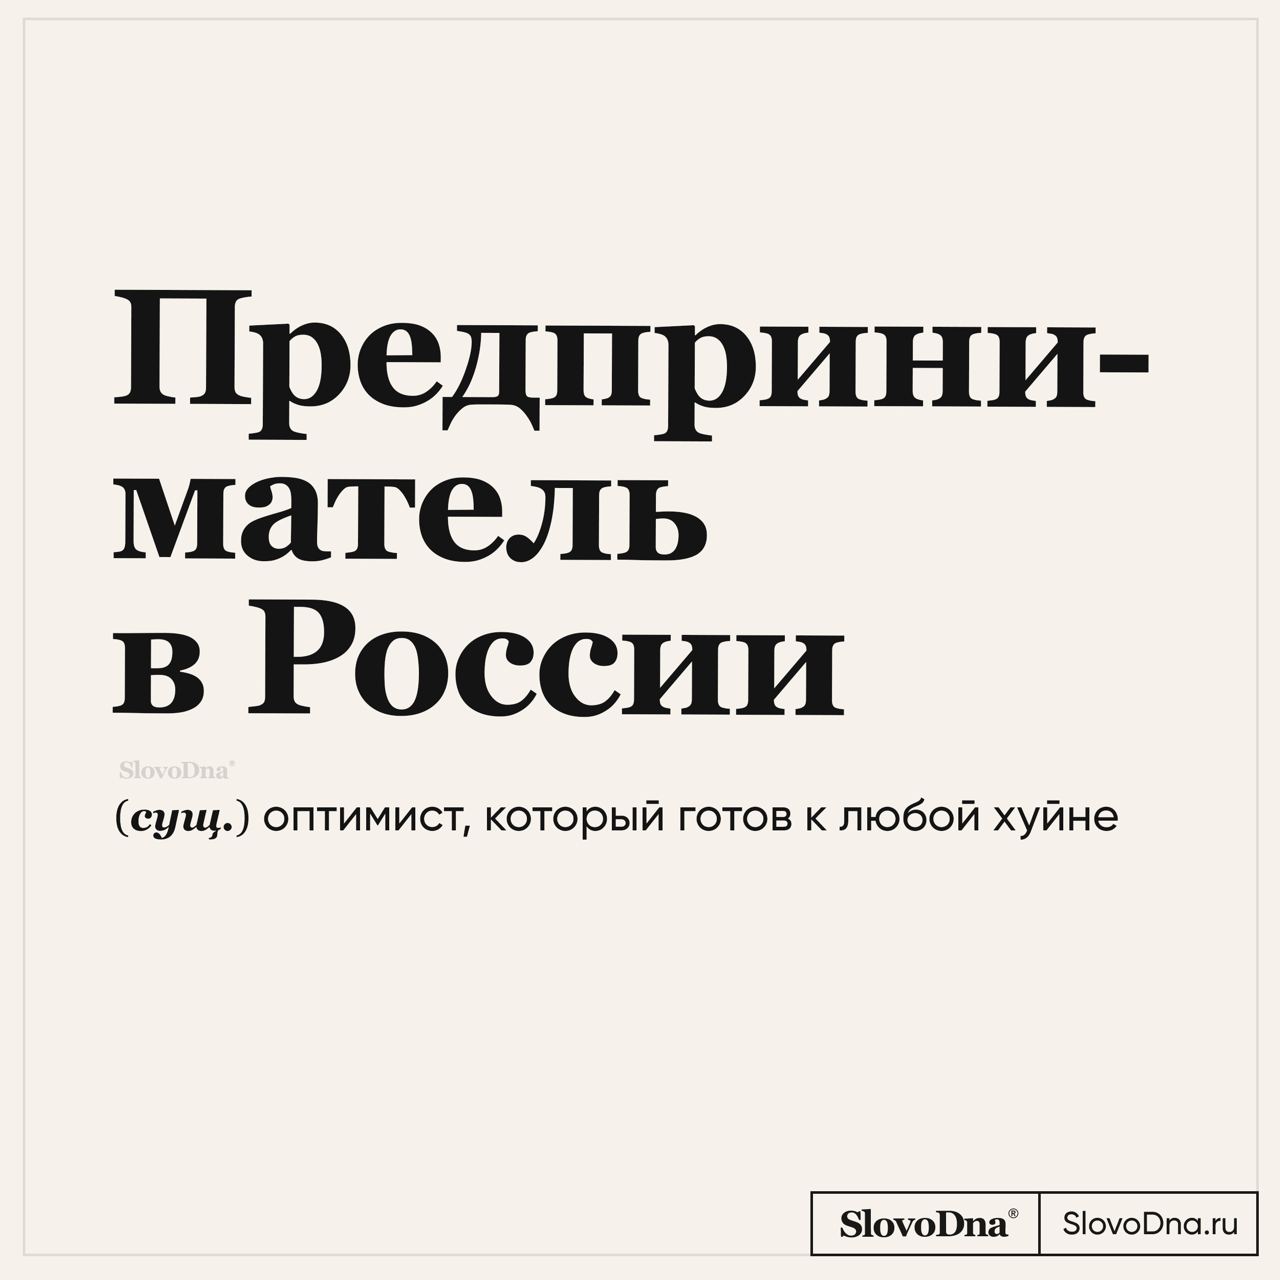 Предприни-
матель
в России
SlovoDna®
(сущ.) оптимист, который готов к любой хуйне
SlovoDna® SlovoDna.ru